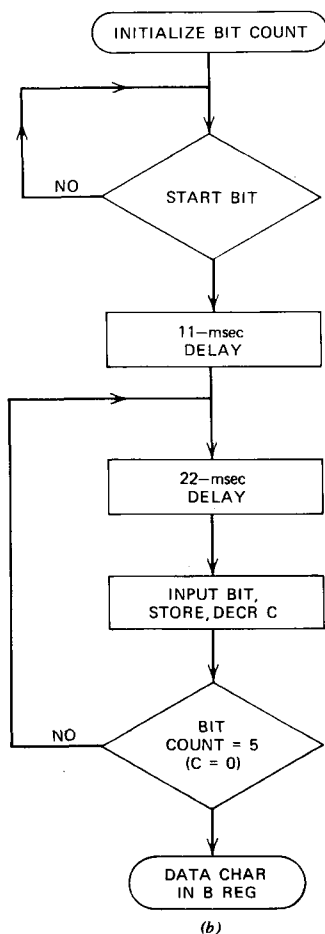 INITIALIZE BIT COUNT
NO
START BIT
11-msec
DELAY
22-msec
DELAY
INPUT BIT,
STORE, DECR C
NO
BIT
COUNT = 5
(C = 0)
DATA CHAR
IN B REG
(b)